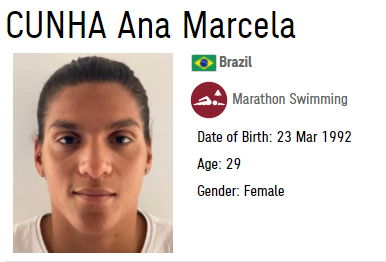 CUNHA Ana Marcela
Brazil
Marathon Swimming
Date of Birth: 23 Mar 1992
Age: 29
Gender: Female